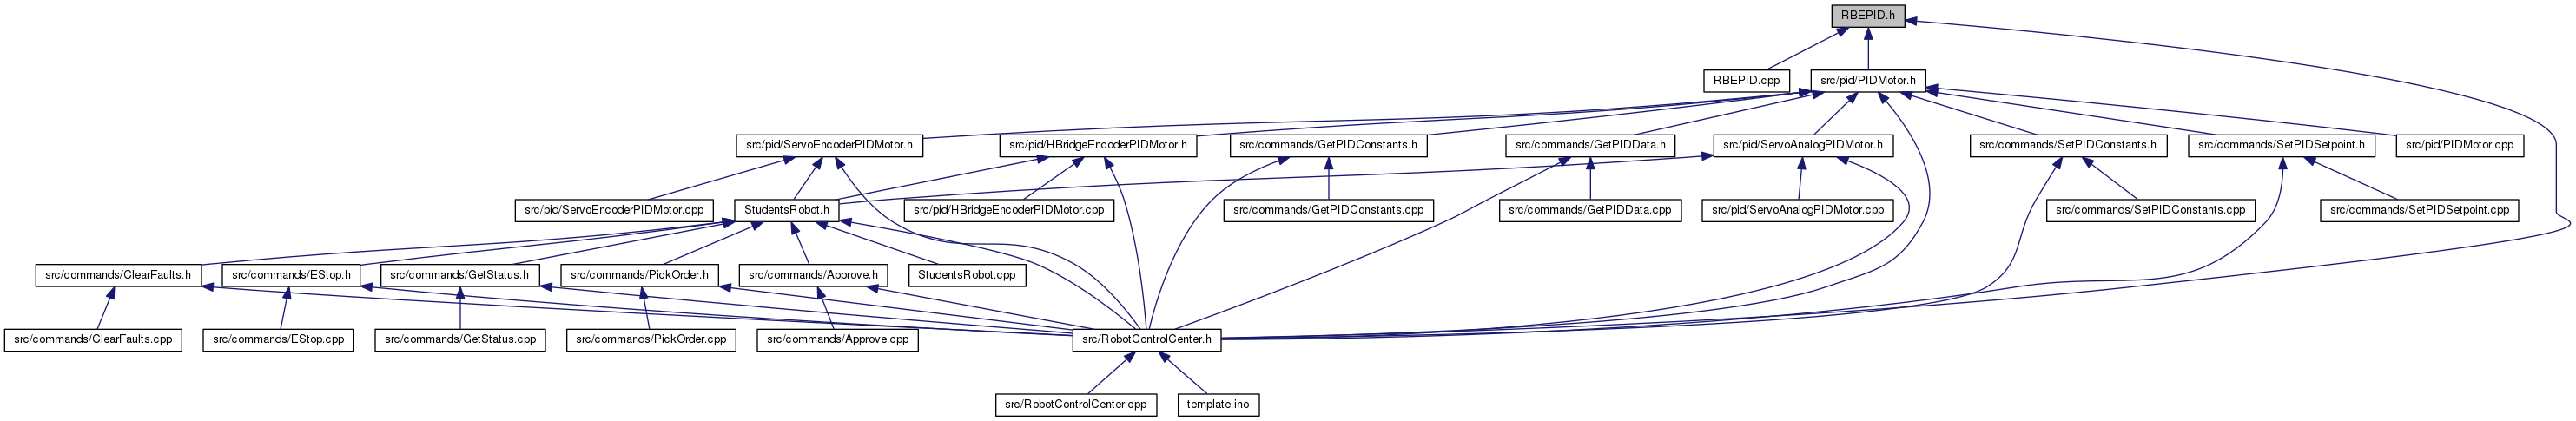 RBEPID.h
RBEPID.cpp
src/pid/PIDMotor.h
src/pid/ServoEncoderPIDMotor.h
src/pid/HBridgeEncoderPIDMotor.h
src/commands/GetPIDConstants.h
src/commands/GetPIDData.h
src/pid/ServoAnalogPIDMotor.h
src/commands/SetPIDConstants.h
src/commands/SetPIDSetpoint.h
src/pid/PIDMotor.cpp
src/pid/ServoEncoderPIDMotor.cpp
StudentsRobot.h
src/pid/HBridgeEncoderPIDMotor.cpp
src/commands/GetPIDConstants.cpp
src/commands/GetPIDData.cpp
src/pid/ServoAnalogPIDMotor.cpp
src/commands/SetPIDConstants.cpp
src/commands/SetPIDSetpoint.cpp
src/commands/ClearFaults.h
src/commands/EStop.h
src/commands/GetStatus.h
src/commands/PickOrder.h
src/commands/Approve.h
StudentsRobot.cpp
src/commands/ClearFaults.cpp
src/commands/EStop.cpp
src/commands/GetStatus.cpp
src/commands/PickOrder.cpp
src/commands/Approve.cpp
src/RobotControlCenter.h
src/RobotControlCenter.cpp
template.ino